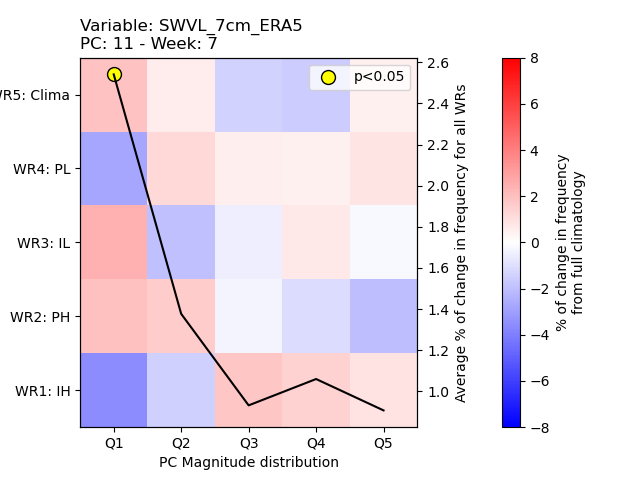 Variable: SWVL_7cm_ERA5
PC: 11 - Week: 7
p<0.05
WR5: Clima
WR4: PL
WR3: IL
WR2: PH
WR1: IH
Q1 Q2 Q3 Q4 Q5
PC Magnitude distribution
2.6
2.4
2.2
2.0
1.8
1.6
1.4
1.2
1.0
Average % of change in frequency for all WRs
8
6
4
2
0
−2
−4
−6
−8
% of change in frequency
from full climatology